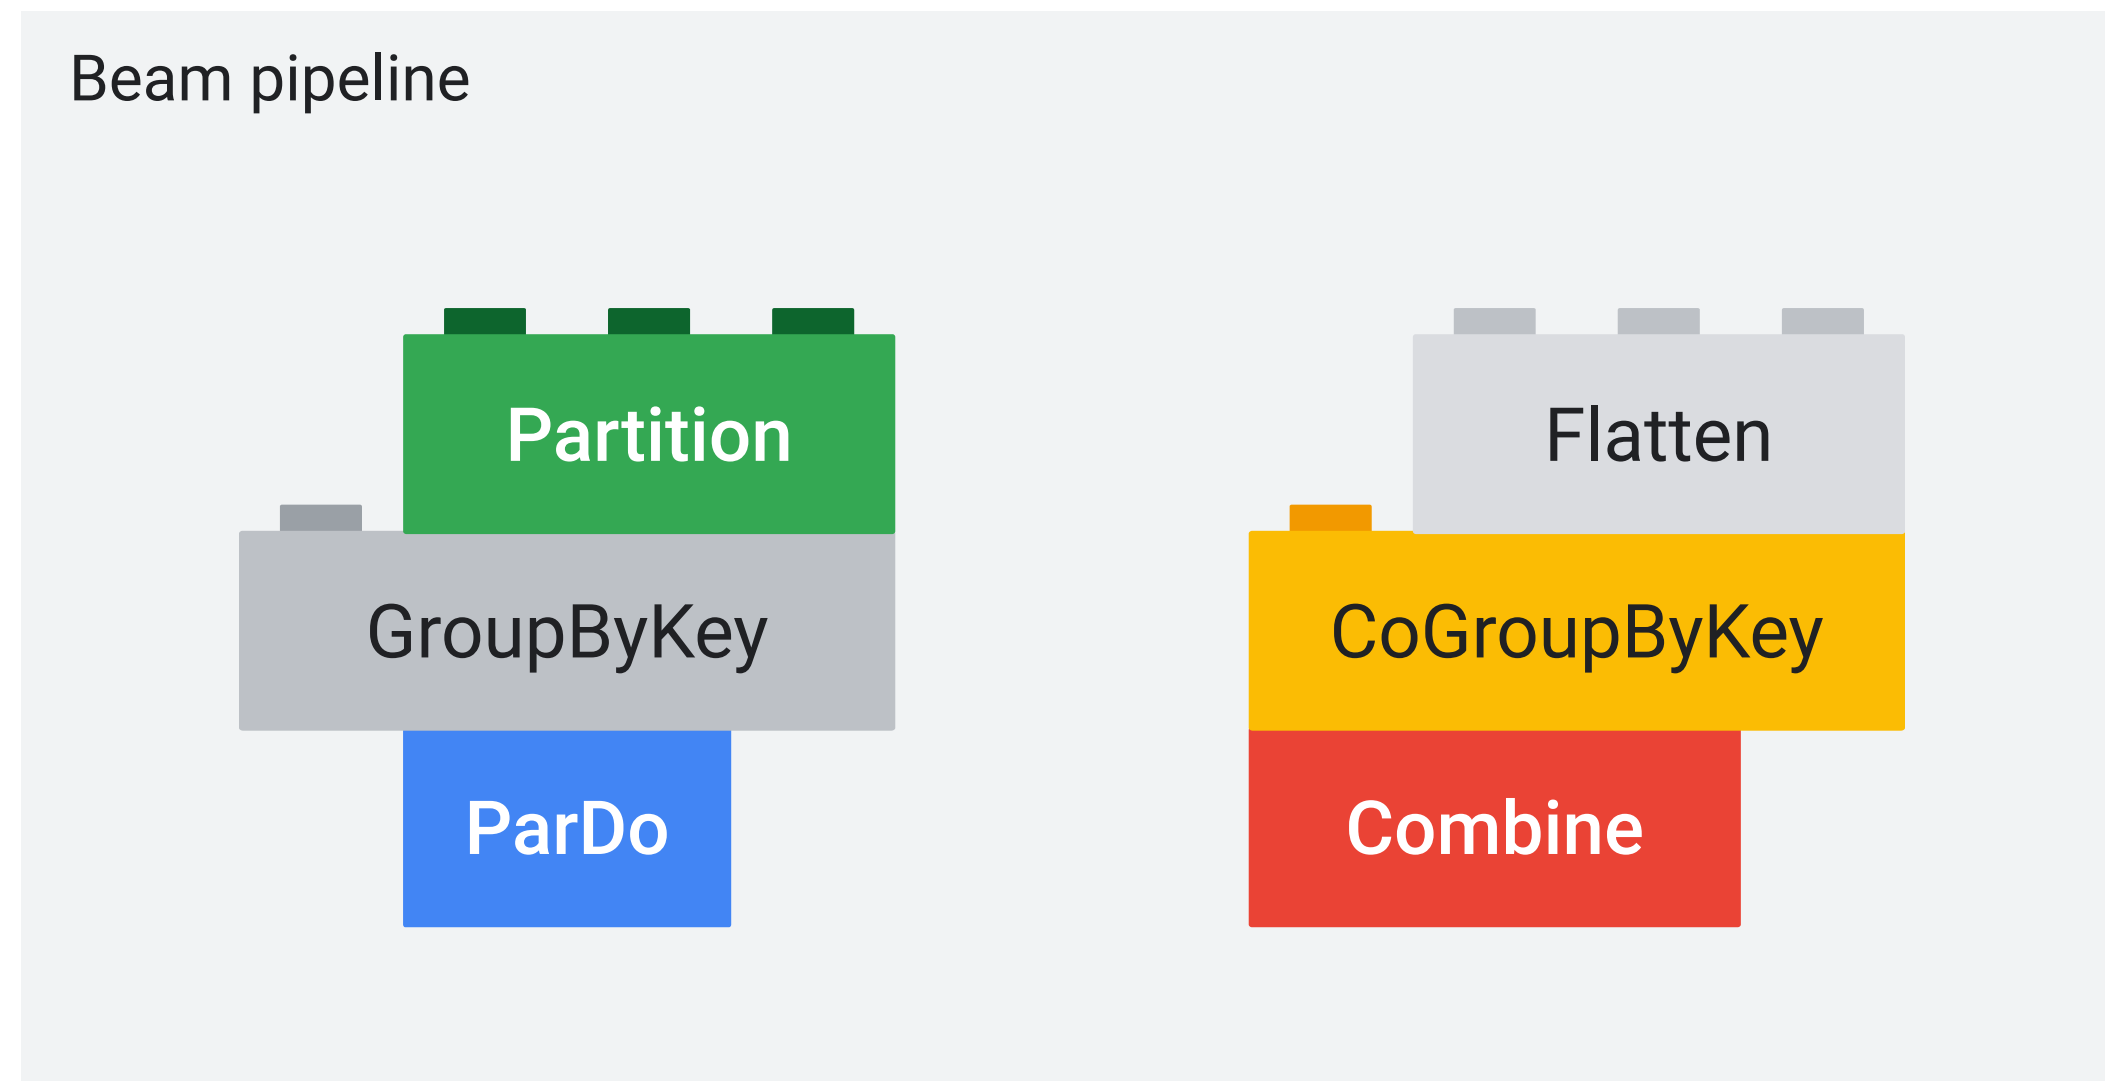 Beam pipeline
Partition
GroupByKey
ParDo
Flatten
CoGroupByKey
Combine